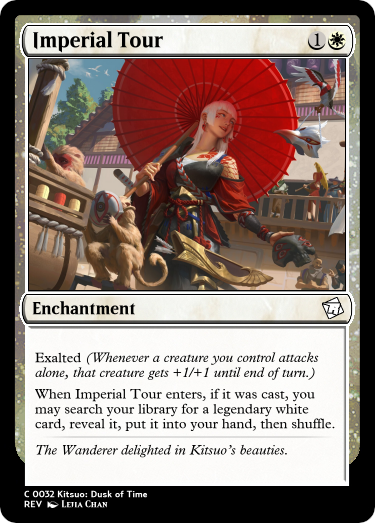 Imperial Tour 1
Enchantment
Exalted (Whenever a creature you control attacks
alone, that creature gets +1/+1 until end of turn.)
When Imperial Tour enters, if it was cast, you
may search your library for a legendary white
card, reveal it, put it into your hand, then shuffle.
The Wanderer delighted in Kitsuo's beauties.
C 0032 Kitsuo: Dusk of Time
REV Lejia Chan